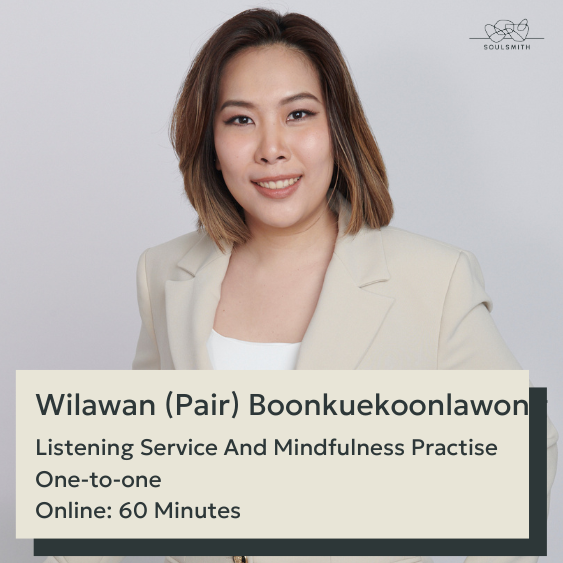 SOULSMITH
Wilawan (Pair) Boonkuekoonlawon
Listening Service And Mindfulness Practise
One-to-one
Online: 60 Minutes